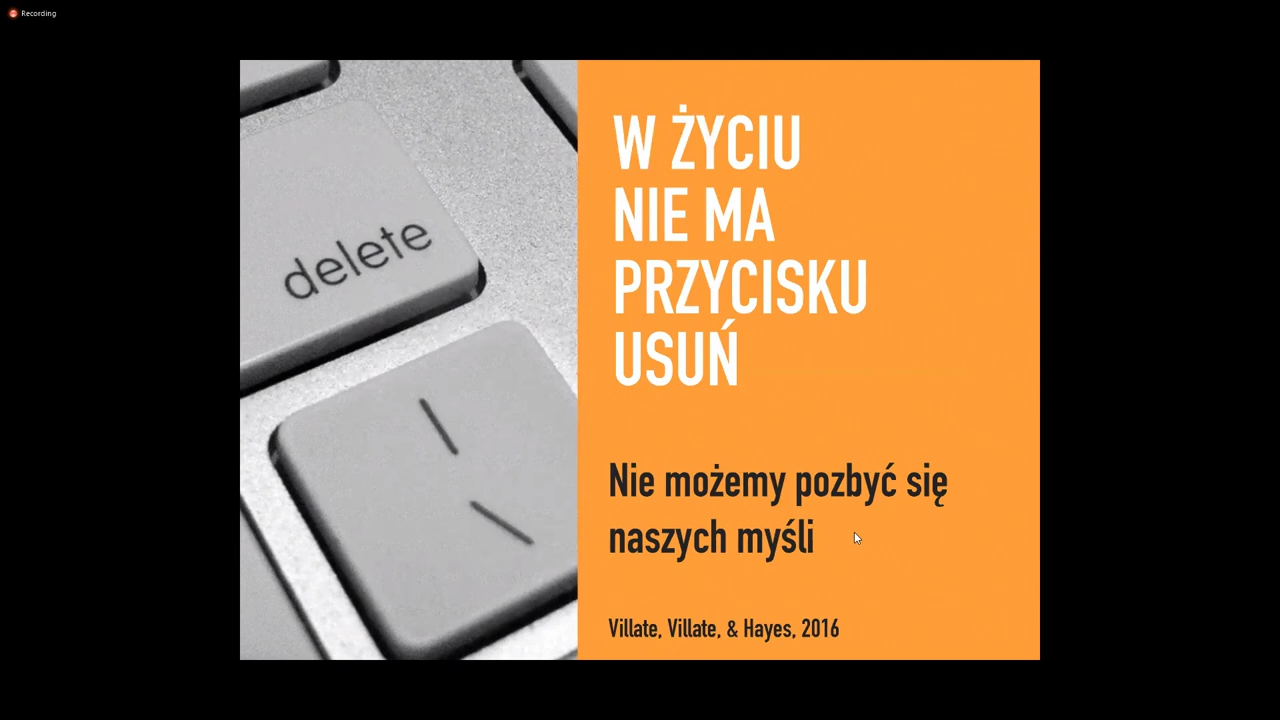 Recording
delete
\
W ŻYCIU
NIE MA
PRZYCISKU
USUŃ
Nie możemy pozbyć się
naszych myśli
Villate, Villate, & Hayes, 2016